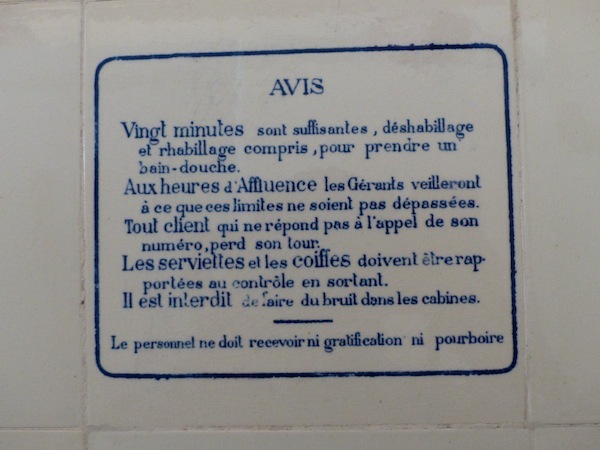 AVIS
Vingt minutes sont suffisantes, déshabillage
et rhabillage compris, pour prendre un
bain-douche.
Aux heures d'Affluence les Gérants veilleront
à ce que ces limites ne soient pas dépassées.
Tout client qui ne répond pas à l'appel de son
numéro, perd son tour.
Les serviettes et les coiffes doivent être rap-
portées au contrôle en sortant.
Il est interdit de faire du bruit dans les cabines.
Le personnel ne doit recevoir ni gratification ni pourboire